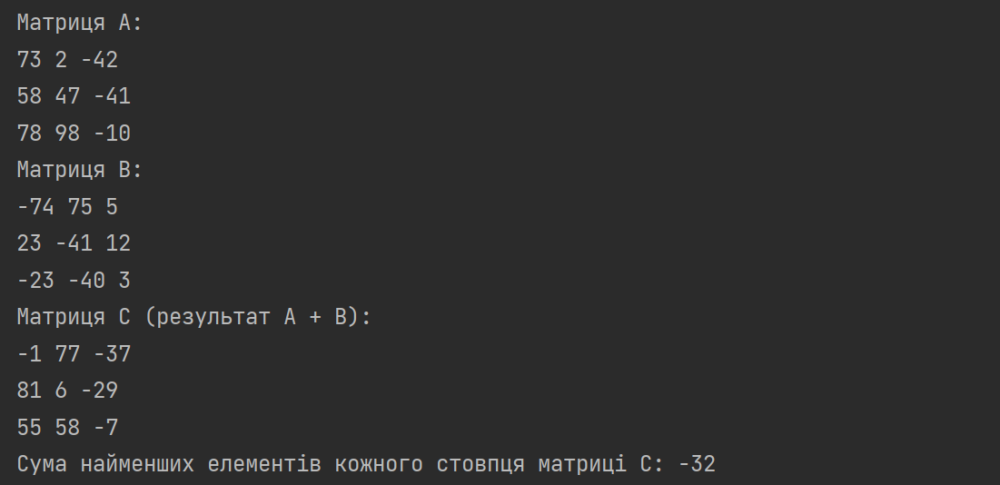 Матриця A:
73 2 -42
58 47 -41
78 98 -10
Матриця B:
-74 75 5
23 -41 12
-23 -40 3
Матриця C (результат A + B):
-1 77 -37
81 6 -29
55 58 -7
Сума найменших елементів кожного стовпця матриці C: -32